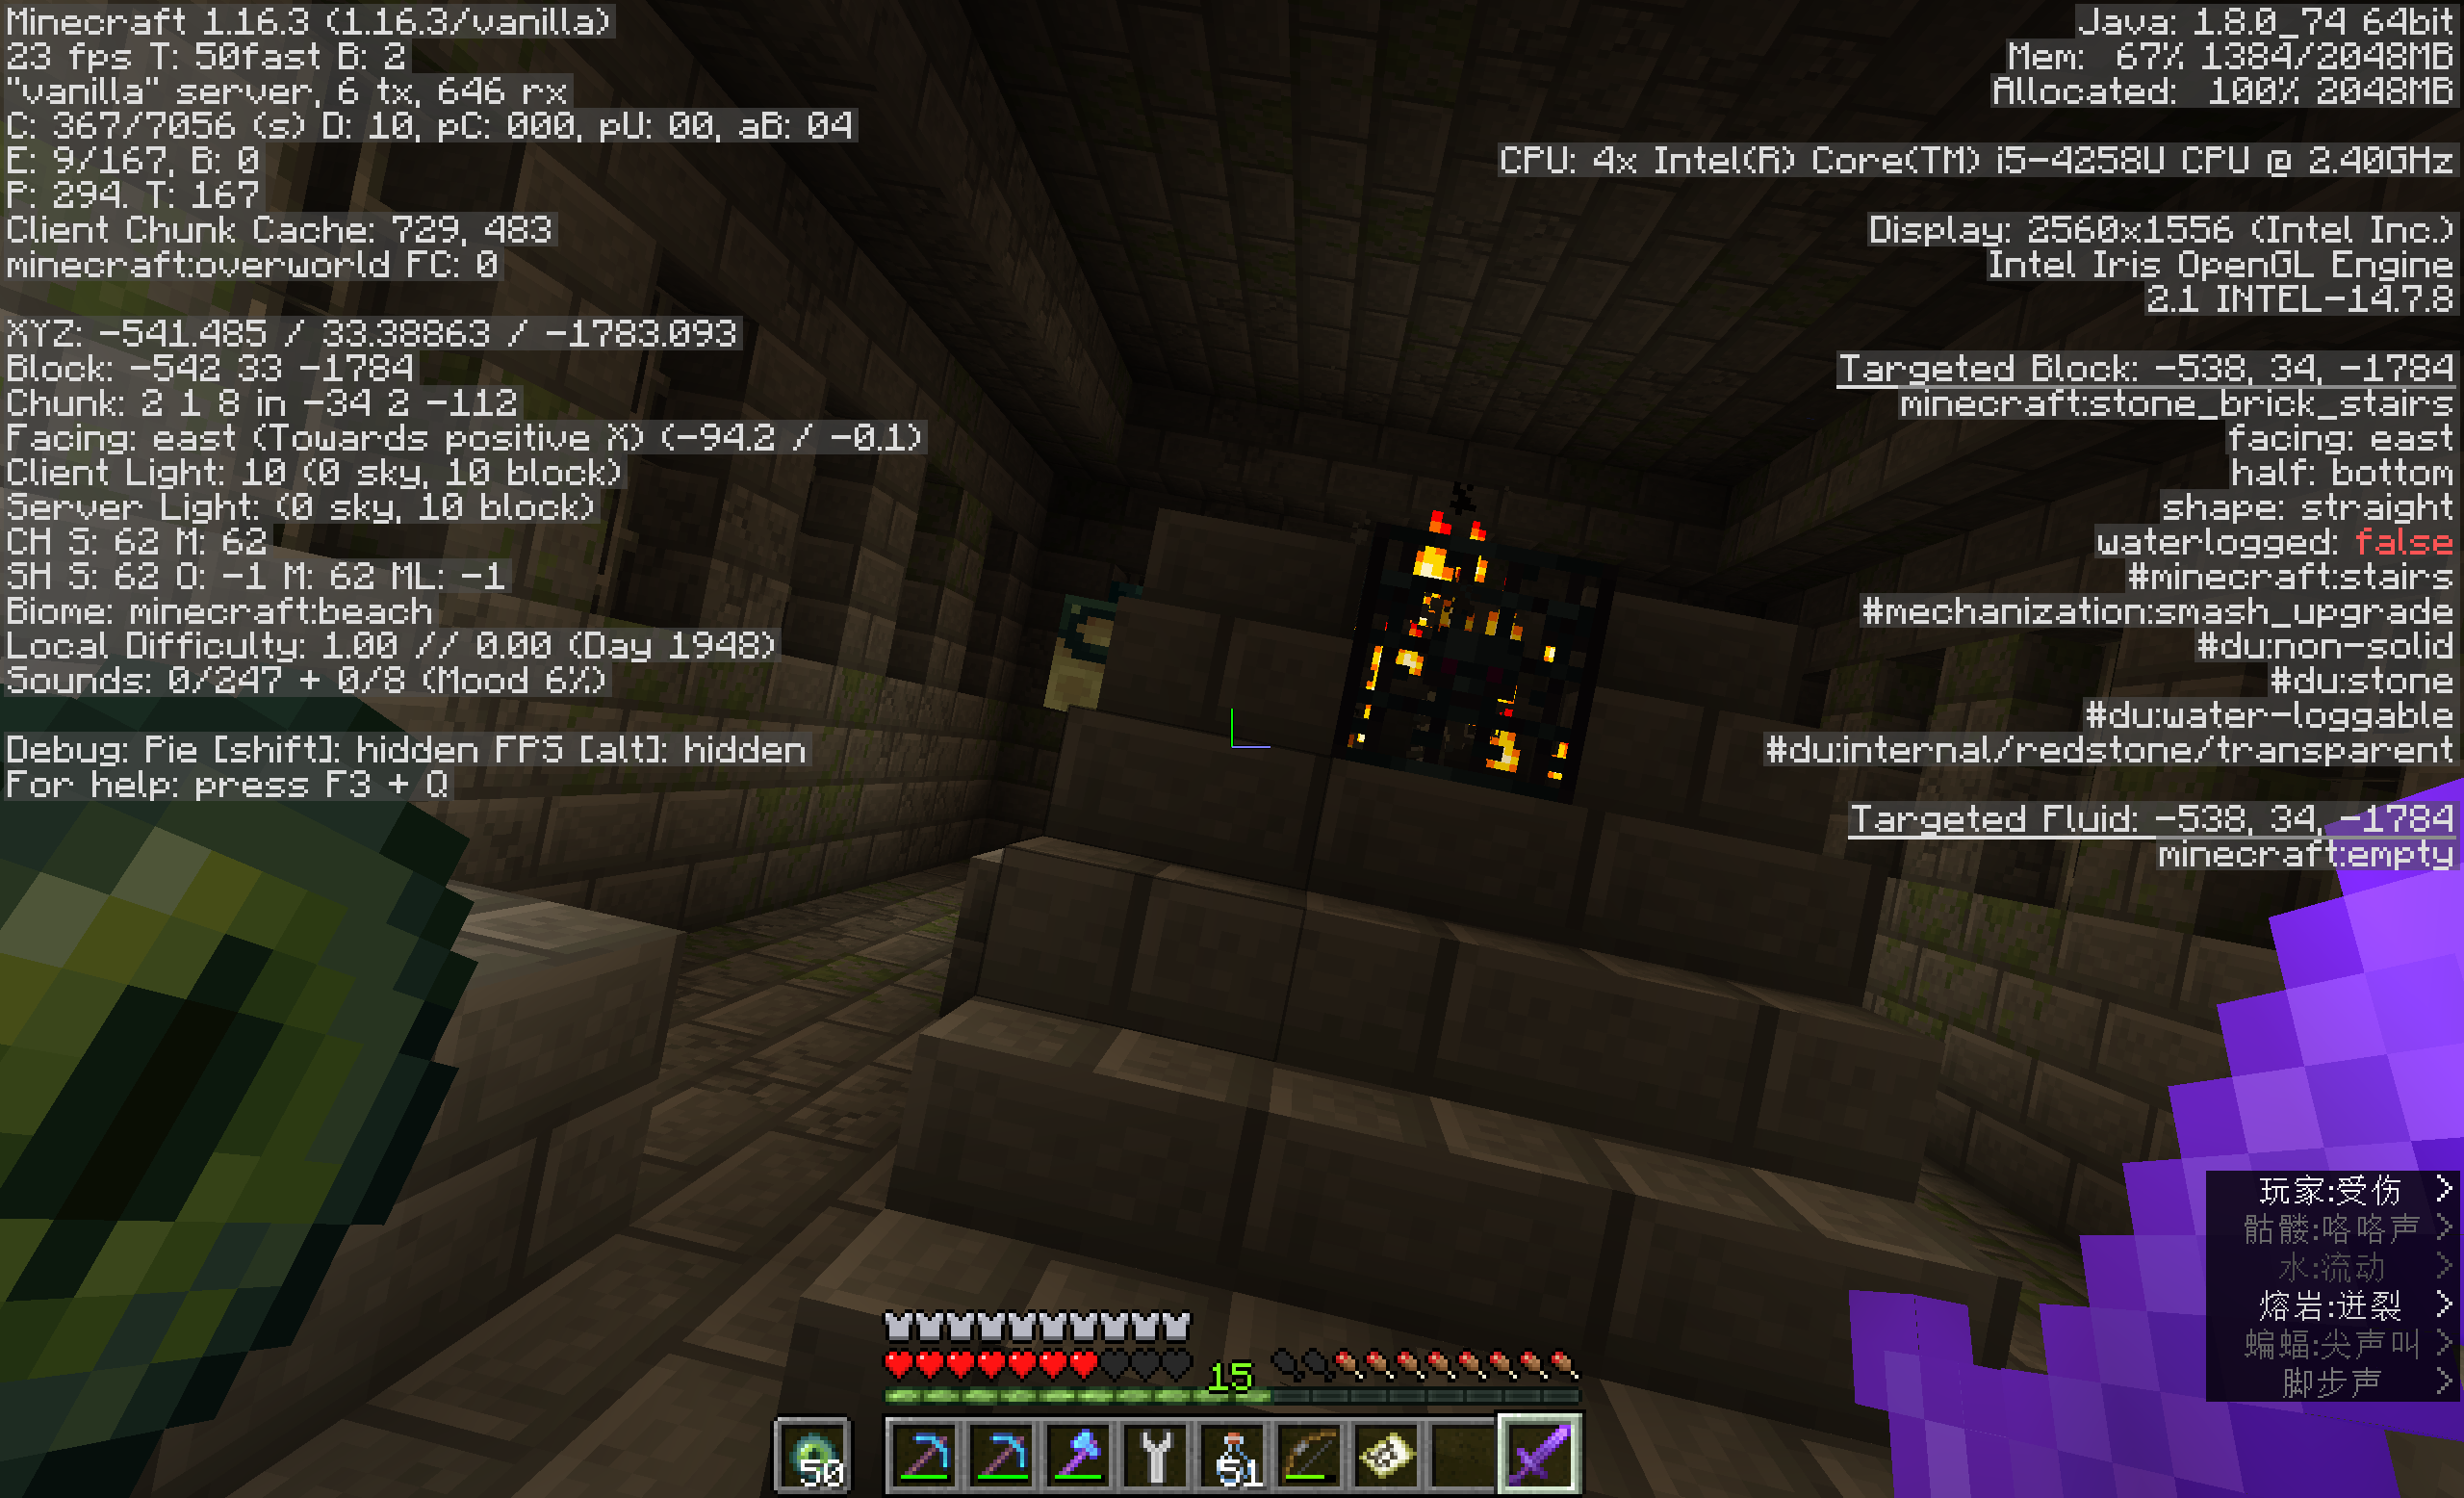 Minecraft 1.16.3 (1.16.3/vanilla)
23 fps T: 50fast B: 2
"vanilla" server, 6 tx, 646 rx
C: 367/7056 (s) D: 10, pC: 000, pU: 00, aB: 04
E: 9/167, B: 0
P: 294. T: 167
Client Chunk Cache: 729, 483
minecraft:overworld FC: 0
XYZ: -541.485 / 33.38863 / -1783.093
Block: -542 33 -1784
Chunk: 2 1 8 in -34 2 -112
Facing: east (Towards positive X) (-94.2 / -0.1)
Client Light: 10 (0 sky, 10 block)
Server Light: (0 sky, 10 block)
CH S: 62 M: 62
SH S: 62 O: -1 M: 62 ML: -1
Biome: minecraft:beach
Local Difficulty: 1.00 // 0.00 (Day 1948)
Sounds: 0/247 + 0/8 (Mood 6%)
Debug: Pie [shift]: hidden FPS [alt]: hidden
For help: press F3 + Q
Java: 1.8.0_74 64bit
Mem: 67% 1384/2048MB
Allocated: 100% 2048MB
CPU: 4x Intel(R) Core(TM) i5-4258U CPU @ 2.40GHz
Display: 2560x1556 (Intel Inc.)
Intel Iris OpenGL Engine
2.1 INTEL-14.7.8
Targeted Block: -538, 34, -1784
minecraft:stone_brick_stairs
facing: east
half: bottom
shape: straight
waterlogged: false
#minecraft:stairs
#mechanization:smash_upgrade
#du:non-solid
#du:stone
#du:water-loggable
#du:internal/redstone/transparent
Targeted Fluid: -538, 34, -1784
minecraft:empty
玩家:受伤 >
骷髅:咯咯声 >
水:流动 >
熔岩:迸裂 >
蝙蝠:尖声叫 >
脚步声 >
15
50
51